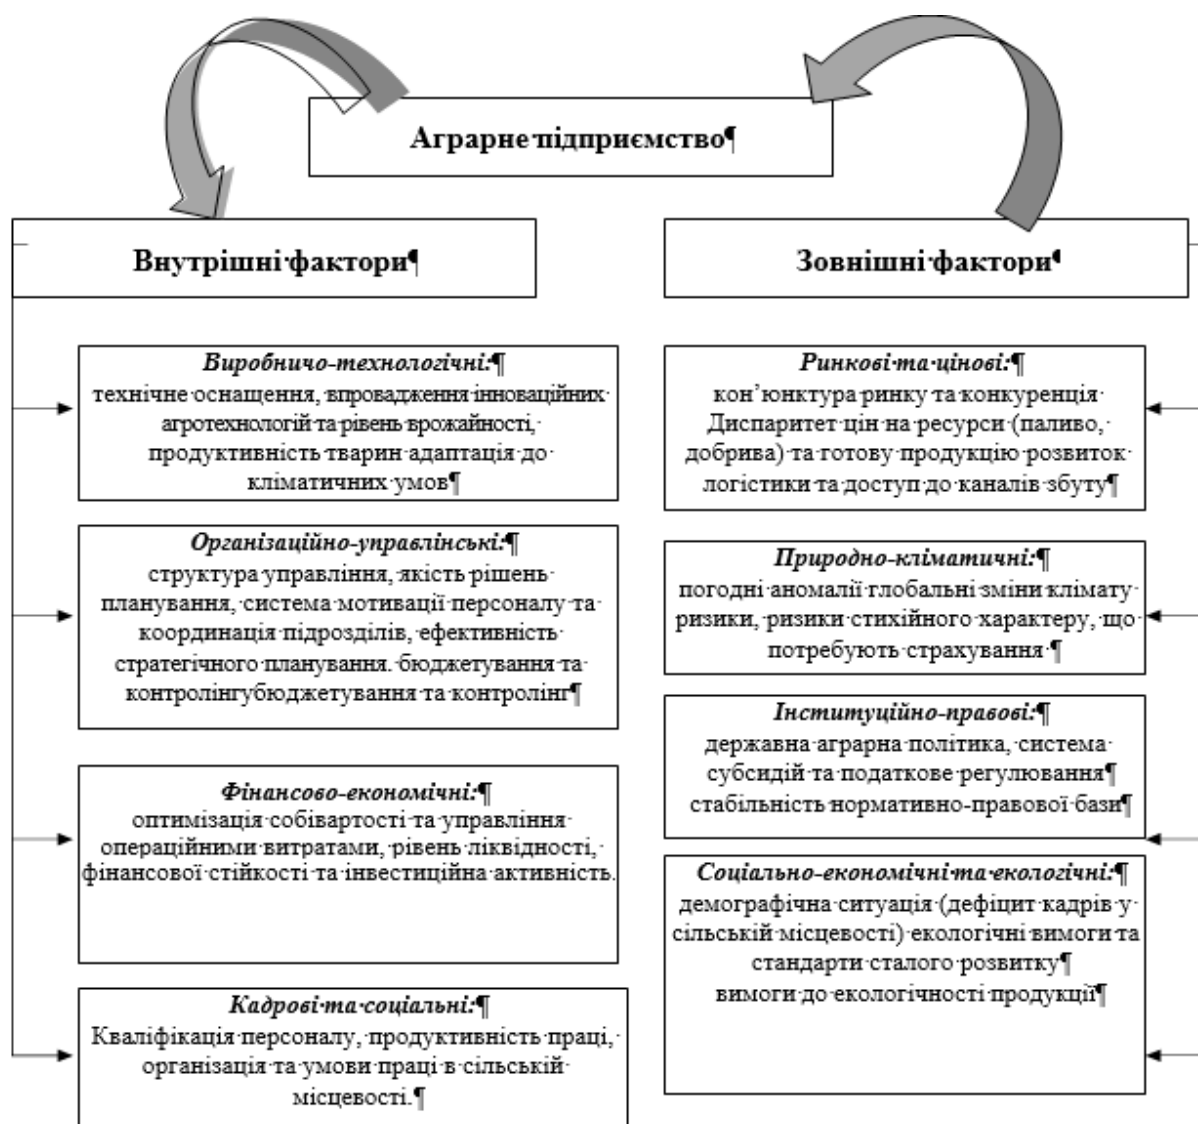 Аграрне підприємство¶
Внутрішні фактори¶
Зовнішні фактори¶
Виробничо-технологічні:¶
технічне оснащення, впровадження інноваційних
агротехнологій та рівень врожайності,
продуктивність тварин адаптація до
кліматичних умов¶
Організаційно-управлінські:¶
структура управління, якість рішень
планування, система мотивації персоналу та
координація підрозділів, ефективність
стратегічного планування. бюджетування та
контролінгубюджетування та контролінг¶
Фінансово-економічні:¶
оптимізація собівартості та управління
операційними витратами, рівень ліквідності,
фінансової стійкості та інвестиційна активність.
Кадрові та соціальні:¶
Кваліфікація персоналу, продуктивність праці,
організація та умови праці в сільській
місцевості.¶
Ринкові та цінові:¶
кон’юнктура ринку та конкуренція
Диспаритет цін на ресурси (паливо,
добрива) та готову продукцію розвиток
логістики та доступ до каналів збуту¶
Природно-кліматичні:¶
погодні аномалії глобальні зміни клімату
ризики, ризики стихійного характеру, що
потребують страхування ¶
Інституційно-правові:¶
державна аграрна політика, система
субсидій та податкове регулювання¶
стабільність нормативно-правової бази¶
Соціально-економічні та екологічні:¶
демографічна ситуація (дефіцит кадрів у
сільській місцевості) екологічні вимоги та
стандарти сталого розвитку¶
вимоги до екологічності продукції¶